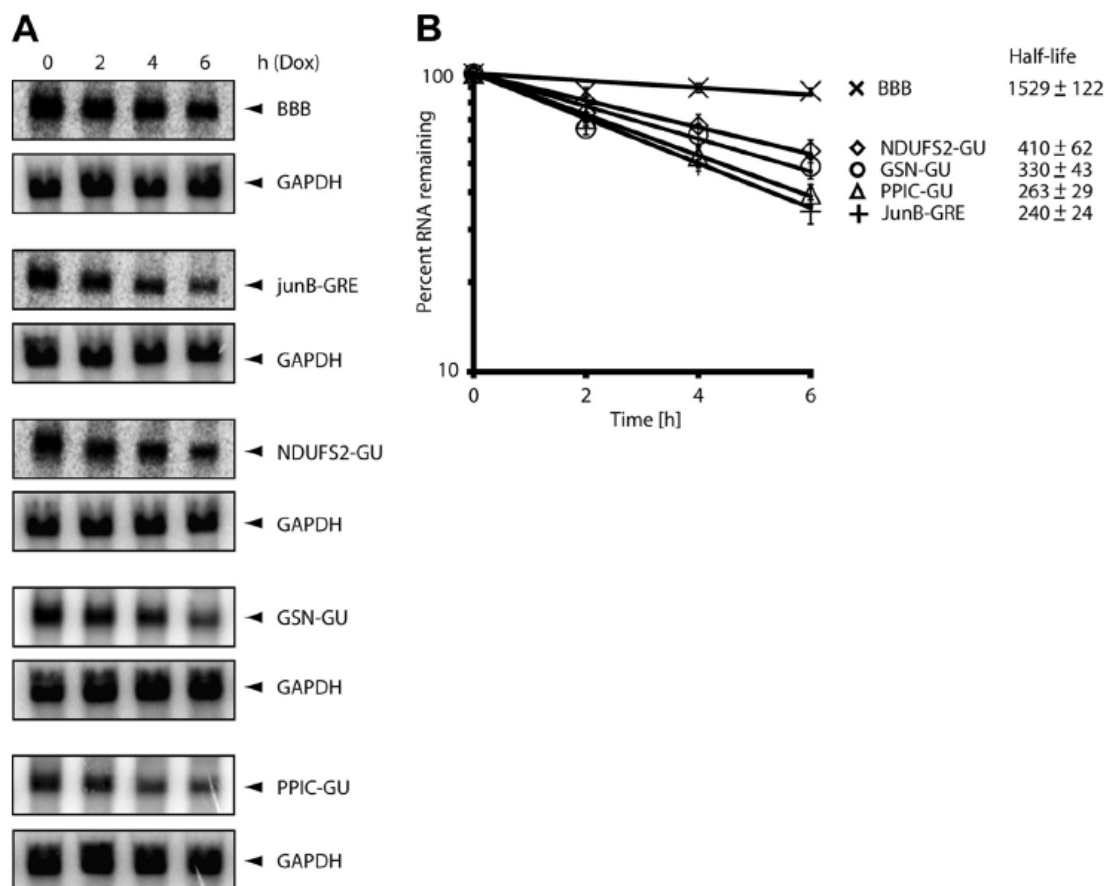 A
0 2 4 6 h (Dox)
BBB
GAPDH
junB-GRE
GAPDH
NDUFS2-GU
GAPDH
GSN-GU
GAPDH
PPIC-GU
GAPDH
B
Half-life
100
BBB 1529 ± 122
NDUFS2-GU 410 ± 62
GSN-GU 330 ± 43
PPIC-GU 263 ± 29
JunB-GRE 240 ± 24
Percent RNA remaining
10
0 2 4 6
Time [h]